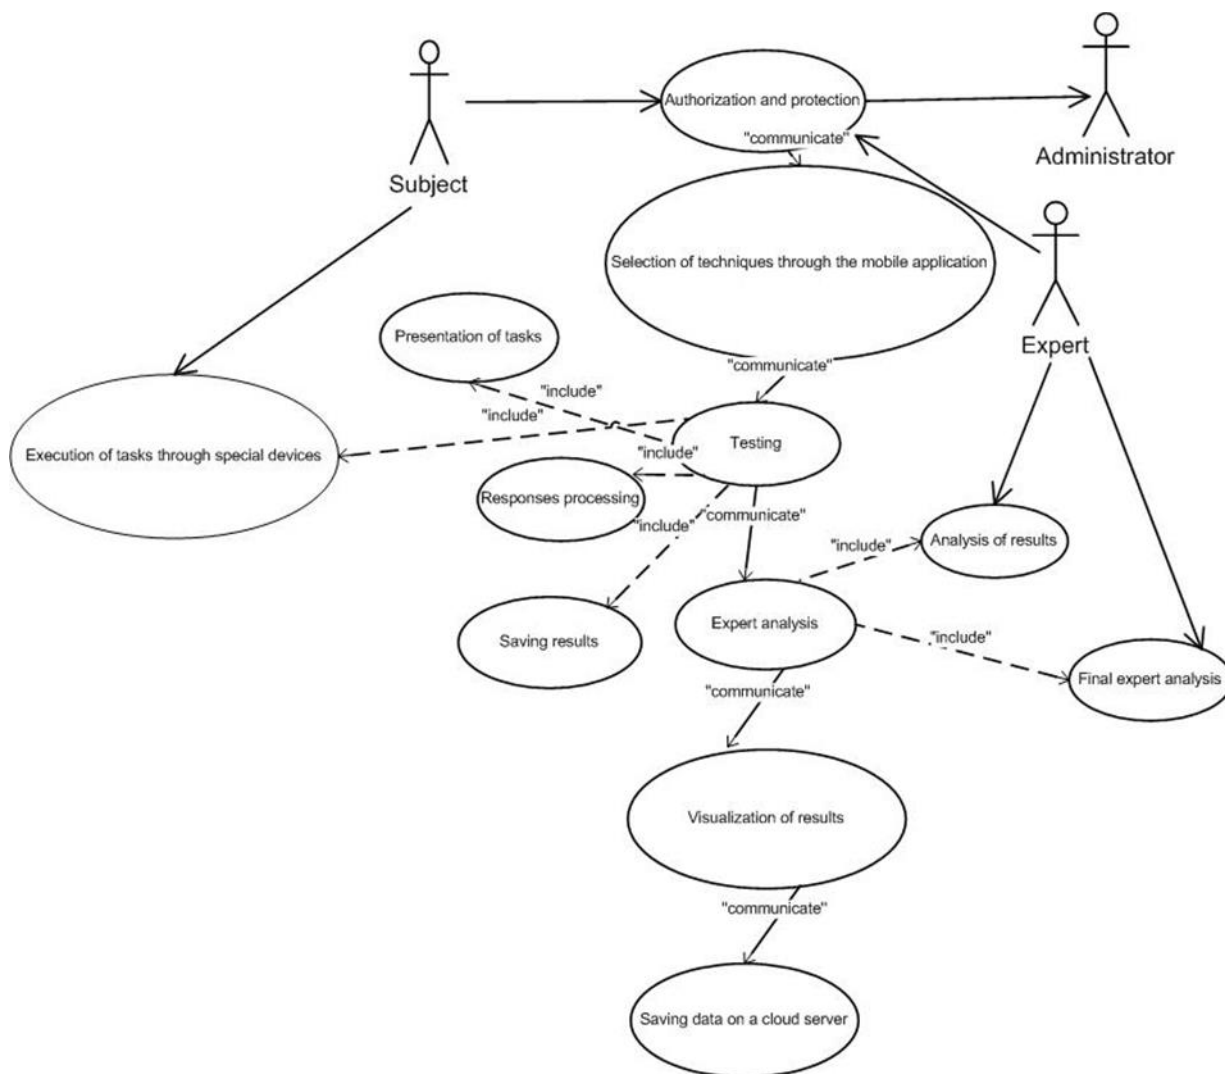 Authorization and protection
"communicate"
Administrator
Subject
Selection of techniques through the mobile application
Expert
Presentation of tasks
"communicate"
"include"
"include"
Testing
"include"
Execution of tasks through special devices
Responses processing
"communicate"
"include"
"include"
Analysis of results
Saving results
Expert analysis
"include"
Final expert analysis
"communicate"
Visualization of results
"communicate"
Saving data on a cloud server